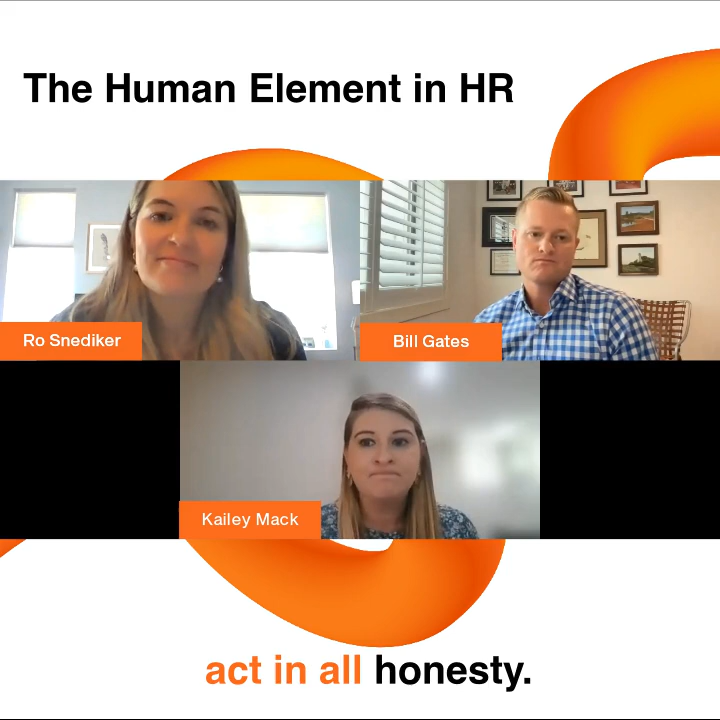 The Human Element in HR
Ro Snediker
Bill Gates
Kailey Mack
act in all honesty.